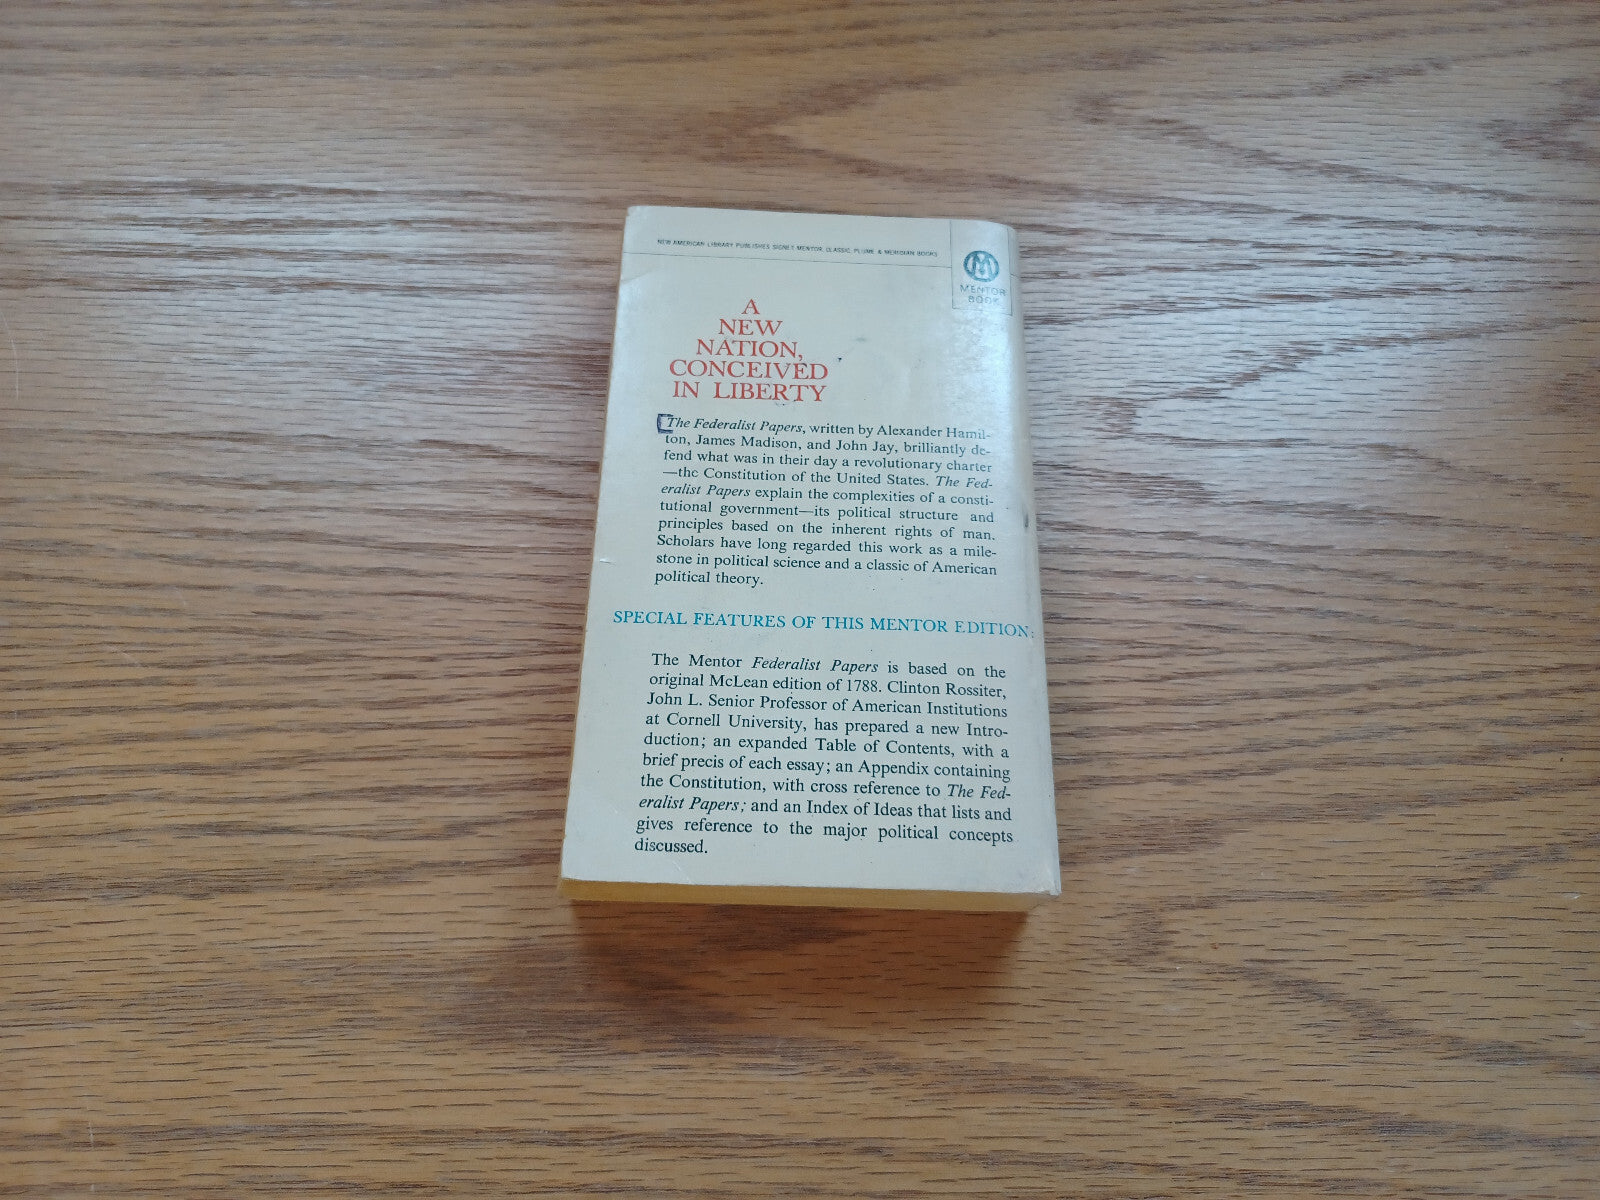 NEW AMERICAN LIBRARY PUBLISHES SIGNET, MENTOR, CLASSIC, PLUME & MERIDIAN BOOKS
MENTOR
BOOK
A
NEW
NATION,
CONCEIVED
IN LIBERTY
The Federalist Papers, written by Alexander Hamil-
ton, James Madison, and John Jay, brilliantly de-
fend what was in their day a revolutionary charter
—the Constitution of the United States. The Fed-
eralist Papers explain the complexities of a consti-
tutional government—its political structure and
principles based on the inherent rights of man.
Scholars have long regarded this work as a mile-
stone in political science and a classic of American
political theory.
SPECIAL FEATURES OF THIS MENTOR EDITION:
The Mentor Federalist Papers is based on the
original McLean edition of 1788. Clinton Rossiter,
John L. Senior Professor of American Institutions
at Cornell University, has prepared a new Intro-
duction; an expanded Table of Contents, with a
brief precis of each essay; an Appendix containing
the Constitution, with cross reference to The Fed-
eralist Papers; and an Index of Ideas that lists and
gives reference to the major political concepts
discussed.